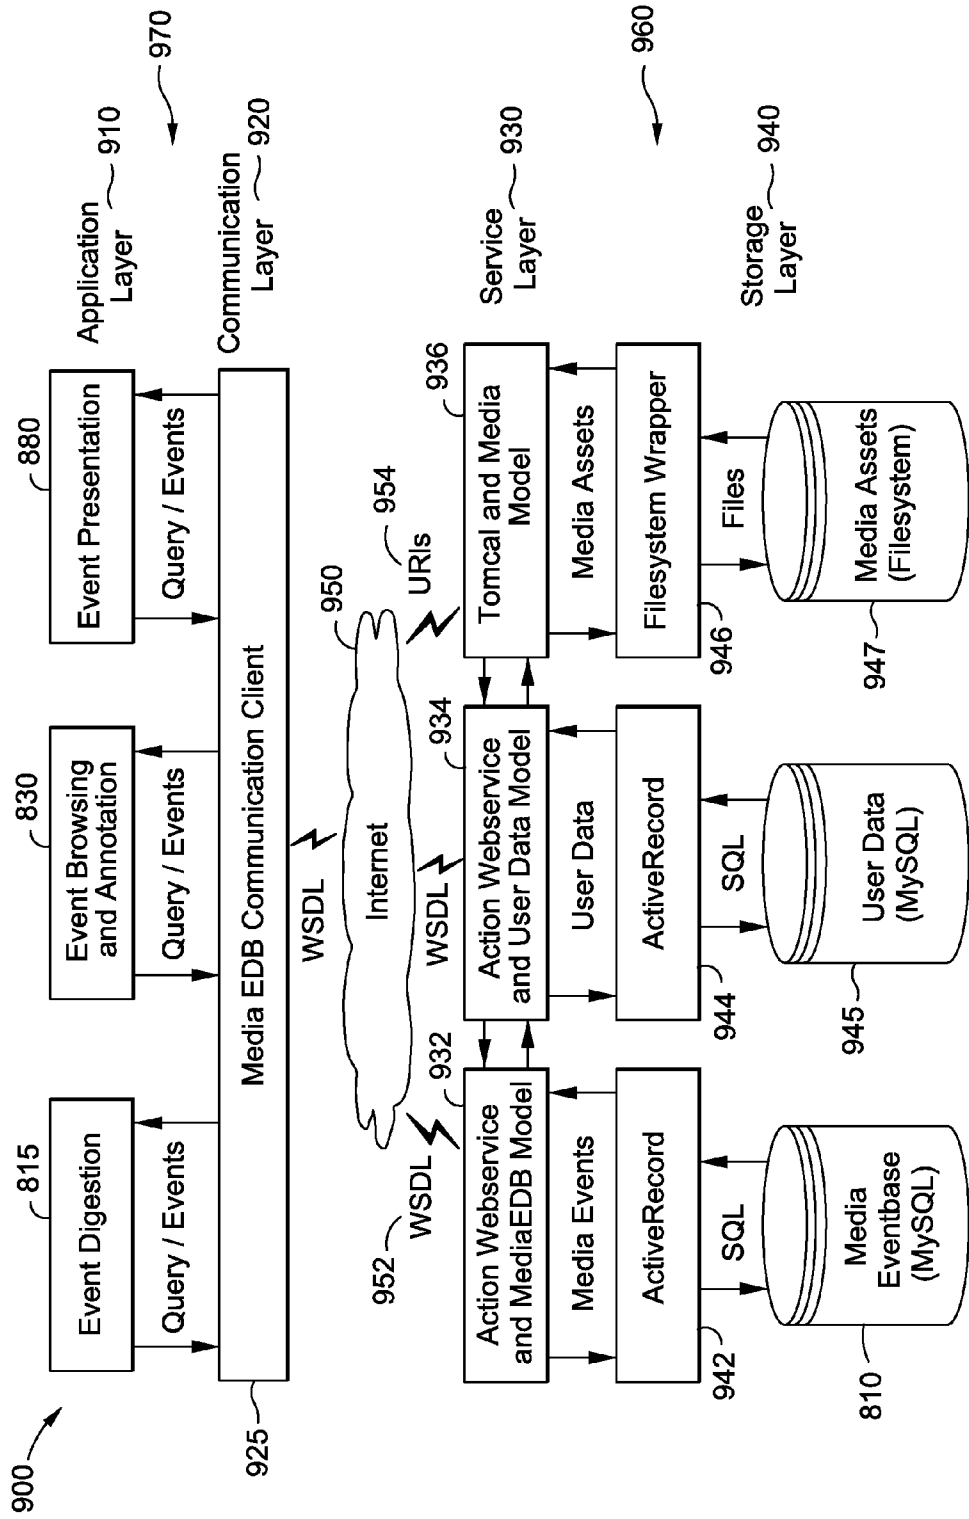 900
815
Event Digestion
830
Event Browsing
and Annotation
880
Event Presentation
Application
Layer
910
970
Query / Events
Query / Events
Query / Events
925
Media EDB Communication Client
Communication
Layer
920
WSDL
Internet
950
952
WSDL
WSDL
URIs
954
932
Action Webservice
and MediaEDB Model
934
Action Webservice
and User Data Model
936
Tomcal and Media
Model
Service
Layer
930
960
Media Events
User Data
Media Assets
942
ActiveRecord
944
ActiveRecord
946
Filesystem Wrapper
Storage
Layer
940
SQL
SQL
Files
810
Media
Eventbase
(MySQL)
945
User Data
(MySQL)
947
Media Assets
(Filesystem)